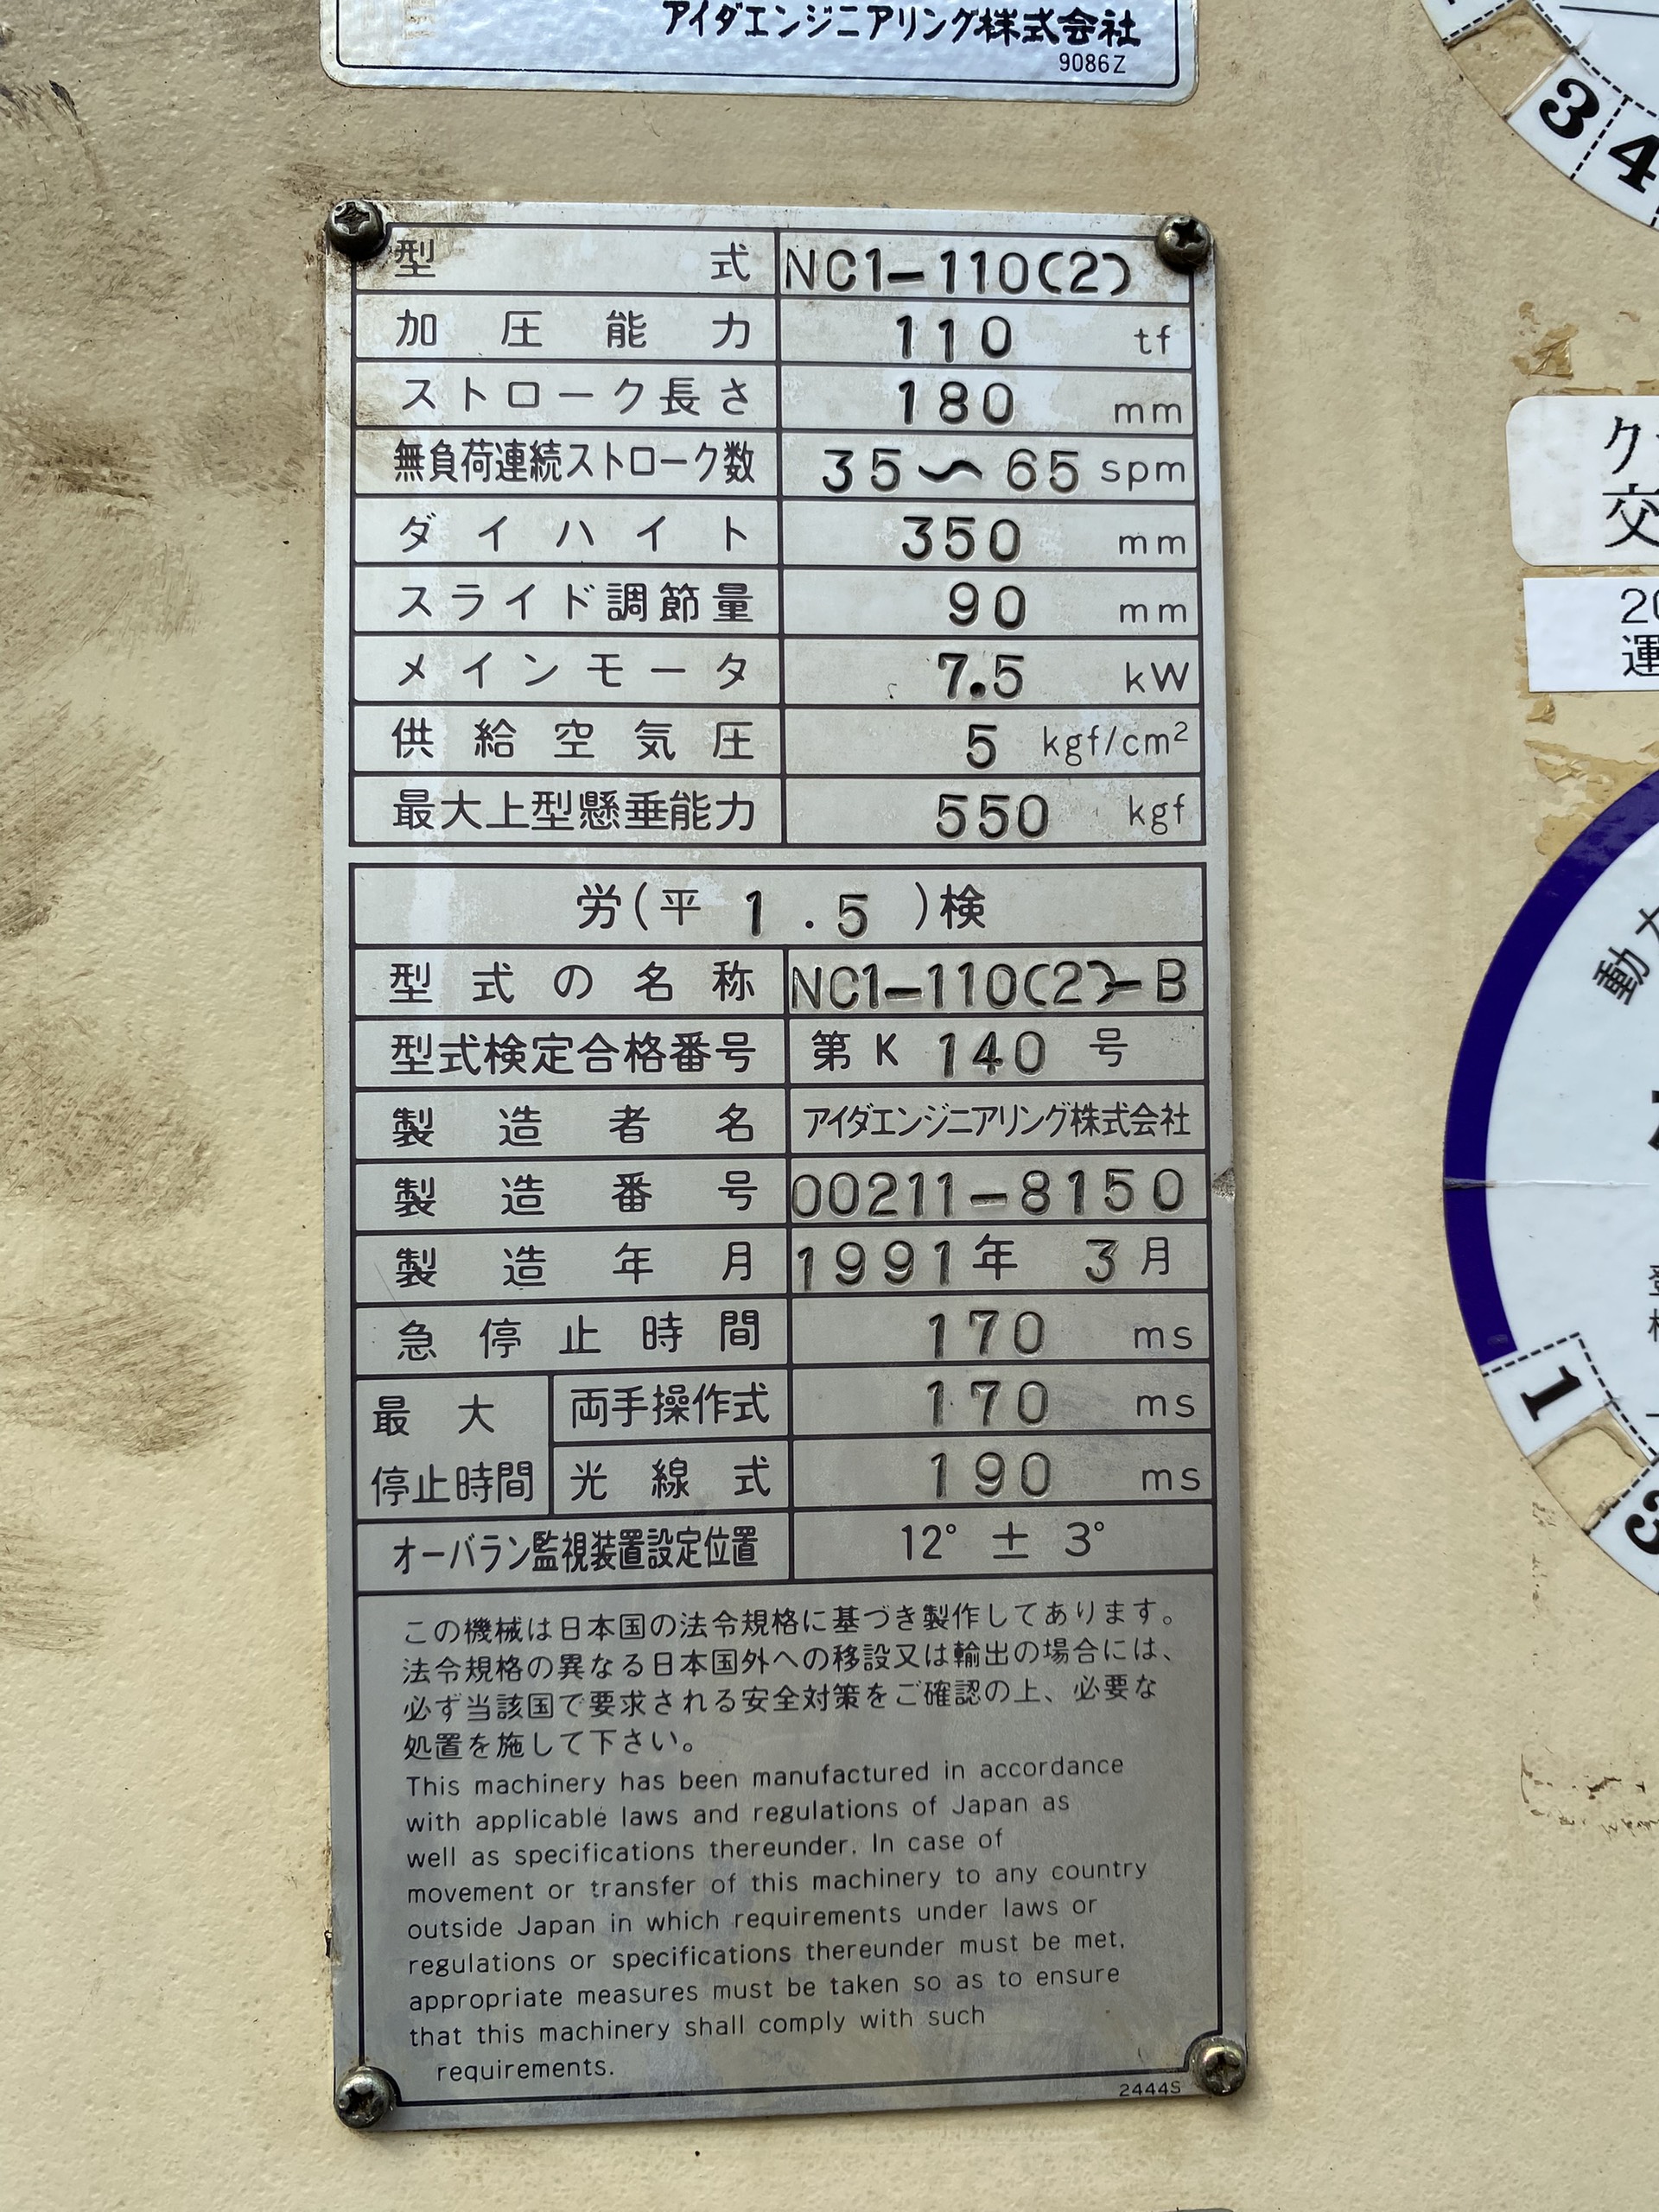 アイダエンジニアリング株式会社
9086Z
3 4
型式 NC1-110(2)
加圧能力 110 tf
ストローク長さ 180 mm
無負荷連続ストローク数 35〜65 spm
ダイハイト 350 mm
スライド調節量 90 mm
メインモータ 7.5 kW
供給空気圧 5 kgf/cm²
最大上型懸垂能力 550 kgf
労(平 1.5)検
型式の名称 NC1-110(2)-B
型式検定合格番号 第K 140 号
製造者名 アイダエンジニアリング株式会社
製造番号 00211-8150
製造年月 1991年 3月
急停止時間 170 ms
最大停止時間 両手操作式 170 ms
光線式 190 ms
オーバラン監視装置設定位置 12° ± 3°
この機械は日本国の法令規格に基づき製作してあります。
法令規格の異なる日本国外への移設又は輸出の場合には、
必ず当該国で要求される安全対策をご確認の上、必要な
処置を施して下さい。
This machinery has been manufactured in accordance
with applicable laws and regulations of Japan as
well as specifications thereunder. In case of
movement or transfer of this machinery to any country
outside Japan in which requirements under laws or
regulations or specifications thereunder must be met,
appropriate measures must be taken so as to ensure
that this machinery shall comply with such
requirements.
2444S
ク
交
20
運
動力
1
3